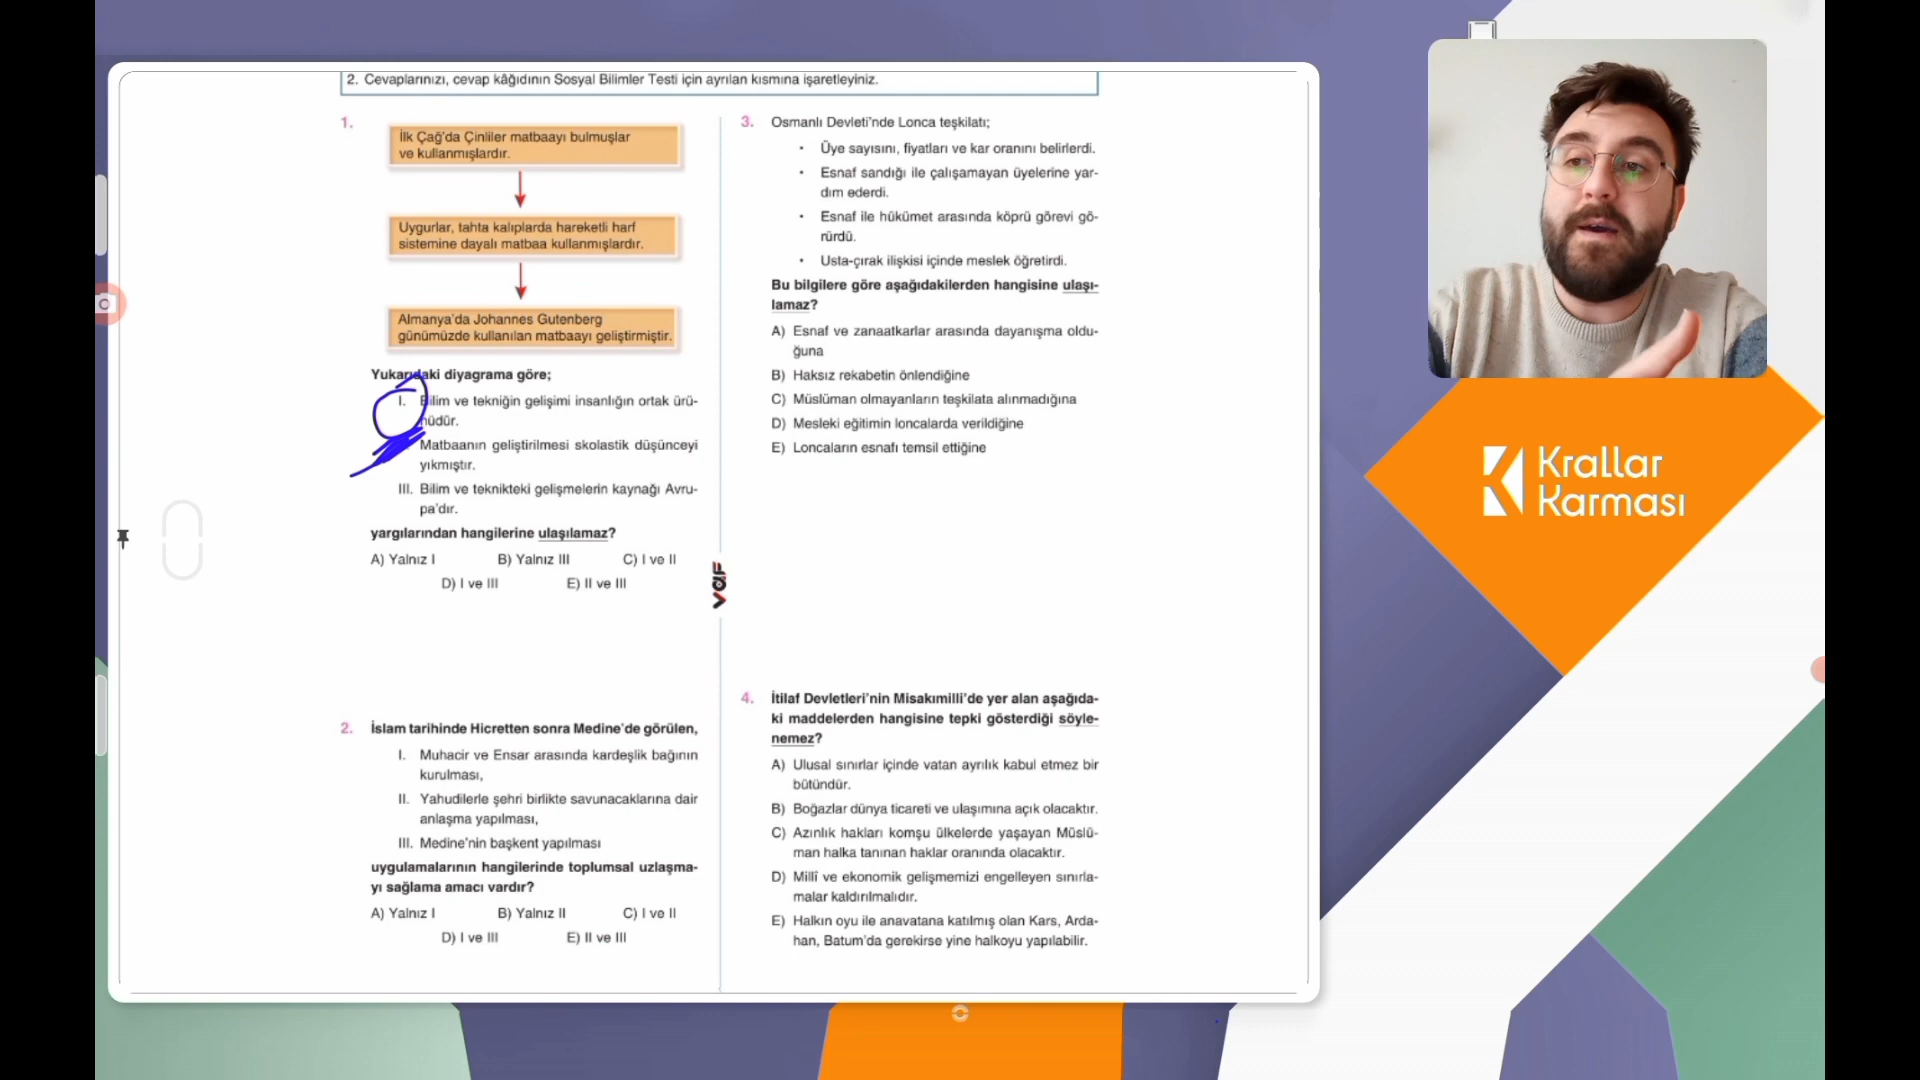 2. Cevaplarınızı, cevap kâğıdının Sosyal Bilimler Testi için ayrılan kısmına işaretleyiniz.
1.
İlk Çağ'da Çinliler matbaayı bulmuşlar
ve kullanmışlardır.
Uygurlar, tahta kalıplarda hareketli harf
sistemine dayalı matbaa kullanmışlardır.
Almanya'da Johannes Gutenberg
günümüzde kullanılan matbaayı geliştirmiştir.
Yukarıdaki diyagrama göre;
I. Bilim ve tekniğin gelişimi insanlığın ortak ürü-
nüdür.
Matbaanın geliştirilmesi skolastik düşünceyi
yıkmıştır.
III. Bilim ve teknikteki gelişmelerin kaynağı Avru-
pa'dır.
yargılarından hangilerine ulaşılamaz?
A) Yalnız I B) Yalnız III C) I ve II
D) I ve III E) II ve III
2. İslam tarihinde Hicretten sonra Medine'de görülen,
I. Muhacir ve Ensar arasında kardeşlik bağının
kurulması,
II. Yahudilerle şehri birlikte savunacaklarına dair
anlaşma yapılması,
III. Medine'nin başkent yapılması
uygulamalarının hangilerinde toplumsal uzlaşma-
yı sağlama amacı vardır?
A) Yalnız I B) Yalnız II C) I ve II
D) I ve III E) II ve III
vaf
3. Osmanlı Devleti'nde Lonca teşkilatı;
• Üye sayısını, fiyatları ve kar oranını belirlerdi.
• Esnaf sandığı ile çalışamayan üyelerine yar-
dım ederdi.
• Esnaf ile hükümet arasında köprü görevi gö-
rürdü.
• Usta-çırak ilişkisi içinde meslek öğretirdi.
Bu bilgilere göre aşağıdakilerden hangisine ulaşı-
lamaz?
A) Esnaf ve zanaatkarlar arasında dayanışma oldu-
ğuna
B) Haksız rekabetin önlendiğine
C) Müslüman olmayanların teşkilata alınmadığına
D) Mesleki eğitimin loncalarda verildiğine
E) Loncaların esnafı temsil ettiğine
4. İtilaf Devletleri'nin Misakımilli'de yer alan aşağıda-
ki maddelerden hangisine tepki gösterdiği söyle-
nemez?
A) Ulusal sınırlar içinde vatan ayrılık kabul etmez bir
bütündür.
B) Boğazlar dünya ticareti ve ulaşımına açık olacaktır.
C) Azınlık hakları komşu ülkelerde yaşayan Müslü-
man halka tanınan haklar oranında olacaktır.
D) Millî ve ekonomik gelişmemizi engelleyen sınırla-
malar kaldırılmalıdır.
E) Halkın oyu ile anavatana katılmış olan Kars, Arda-
han, Batum'da gerekirse yine halkoyu yapılabilir.
Krallar
Karması